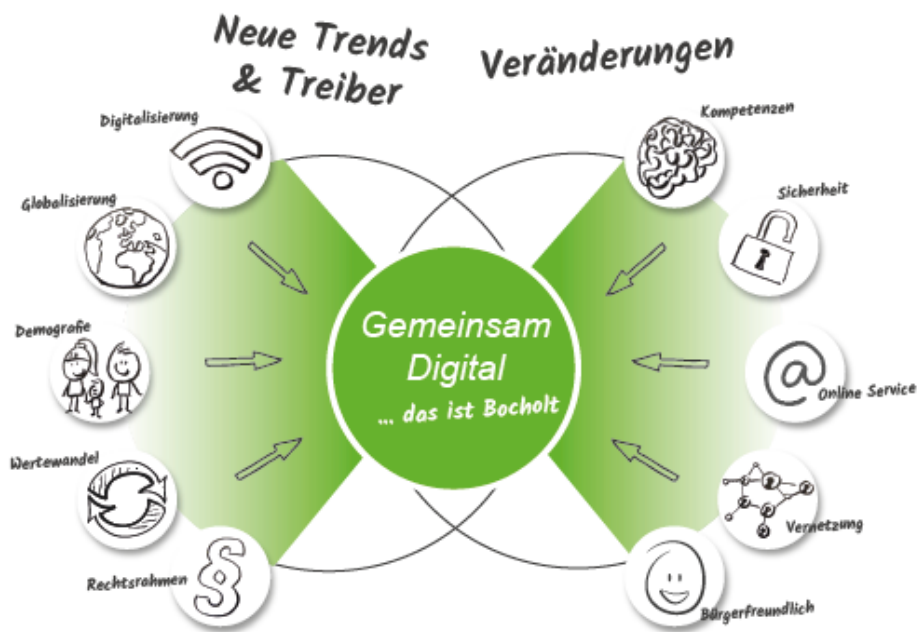 Neue Trends
& Treiber
Veränderungen
Digitalisierung
Globalisierung
Demografie
Wertewandel
Rechtsrahmen
Gemeinsam
Digital
... das ist Bocholt
Kompetenzen
Sicherheit
@
Online Service
Vernetzung
Bürgerfreundlich
§